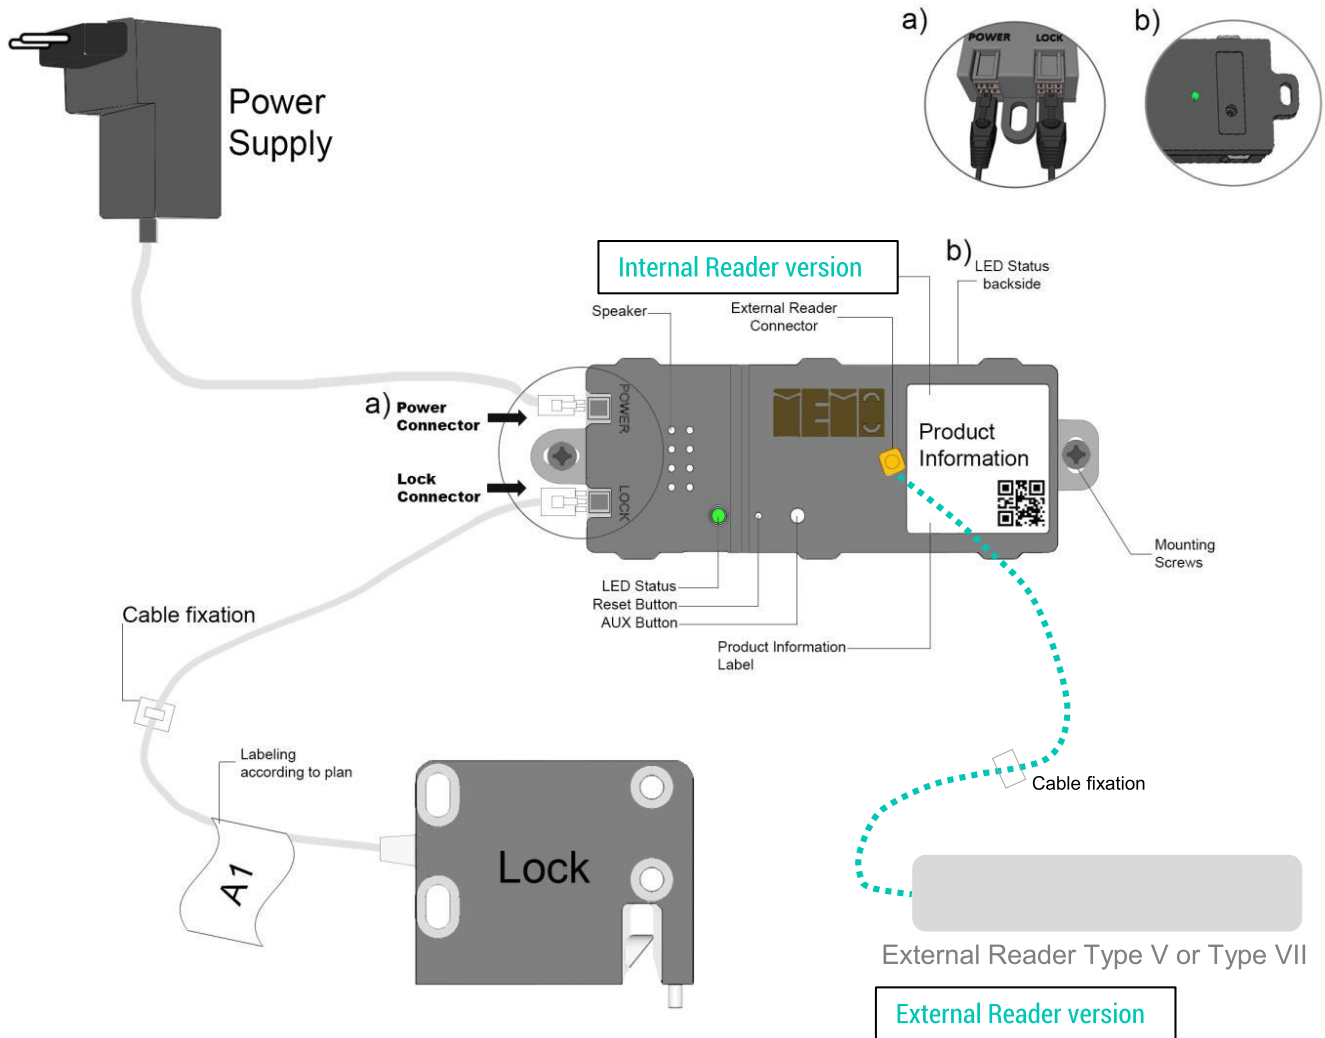 a)
b)
POWER
LOCK
Power
Supply
Internal Reader version
b)
LED Status
backside
Speaker
External Reader
Connector
a)
Power
Connector
POWER
Lock
Connector
LOCK
Product
Information
Mounting
Screws
LED Status
Reset Button
AUX Button
Product Information
Label
Cable fixation
Labeling
according to plan
A1
Lock
Cable fixation
External Reader Type V or Type VII
External Reader version